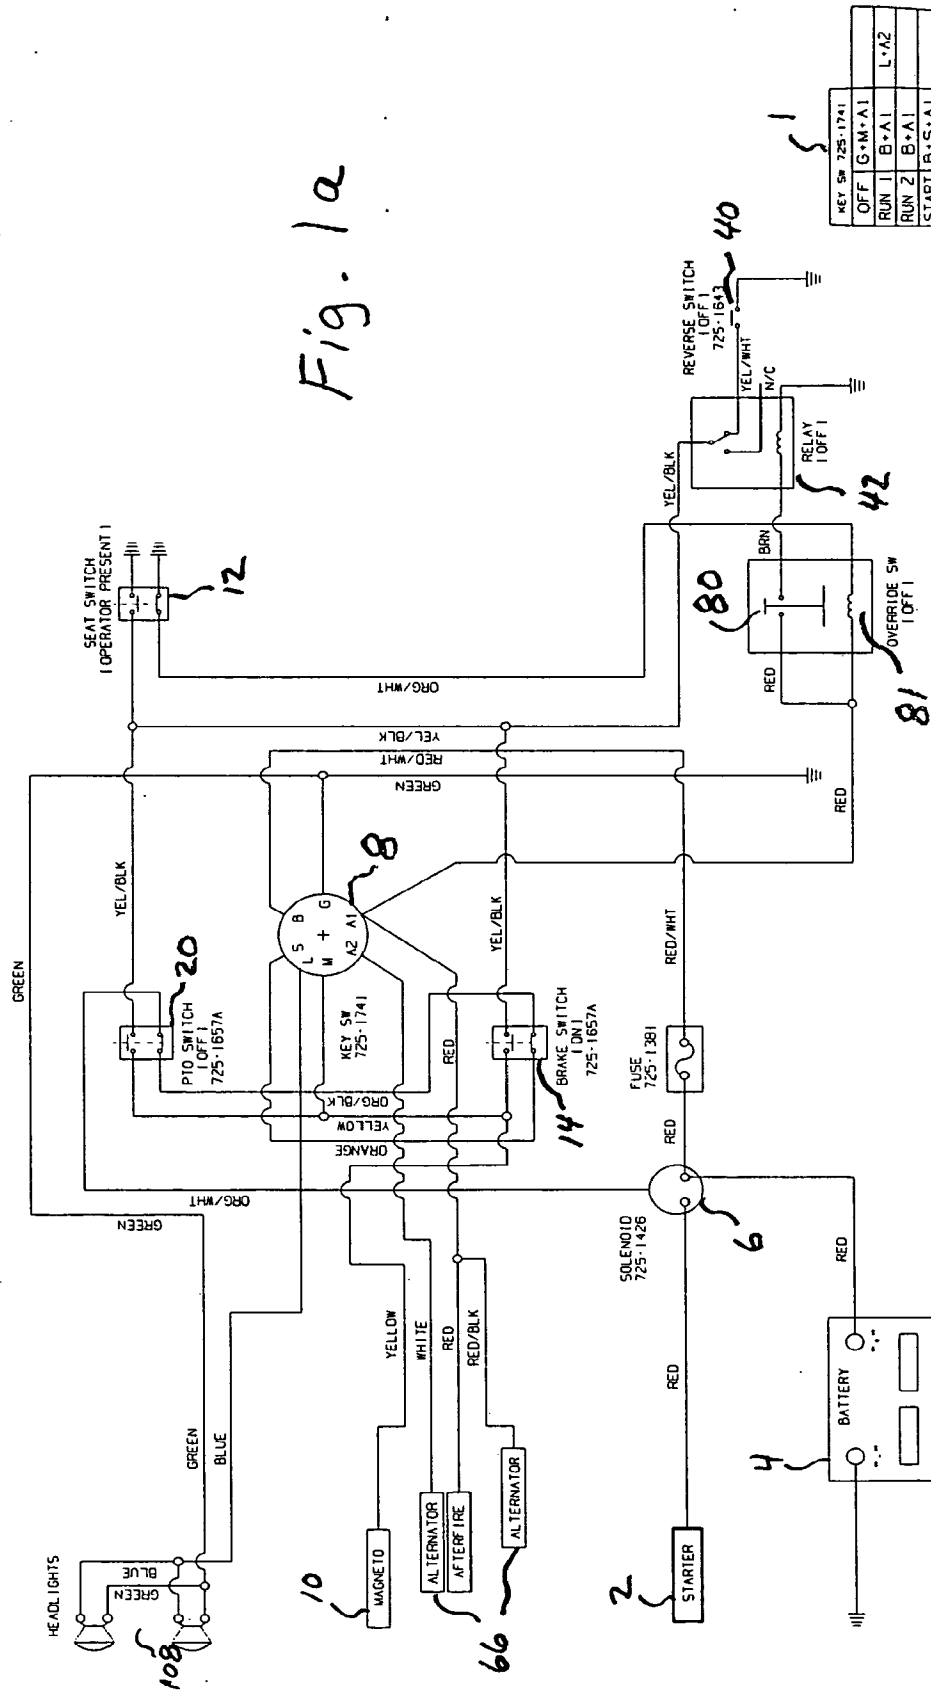 Fig. 1a
HEADLIGHTS
108
BLUE
GREEN
GREEN
BLUE
GREEN
GREEN
ORG/WHT
ORANGE
YELLOW
ORG/BLK
PTO SWITCH
(OFF)
725-1657A
20
YEL/BLK
SEAT SWITCH
(OPERATOR PRESENT)
12
ORG/WHT
YEL/BLK
RED/WHT
GREEN
KEY SW
725-1741
L S B
M + G
A2 A1
8
10
MAGNETO
YELLOW
WHITE
RED
RED/BLK
ALTERNATOR
AFTERFIRE
ALTERNATOR
66
RED
BRAKE SWITCH
(DN)
725-1657A
14
YEL/BLK
YEL/BLK
REVERSE SWITCH
(OFF)
725-1643
40
YEL/WHT
N/C
RELAY
(OFF)
42
BRN
80
RED
OVERRIDE SW
(OFF)
81
RED
RED/WHT
FUSE
725-1381
RED
SOLENOID
725-1426
6
RED
2
STARTER
RED
4
BATTERY
"-"
"."
1
KEY SW 725-1741
OFF G+M+A1
RUN 1 B+A1 L+A2
RUN 2 B+A1
START B+S+A1